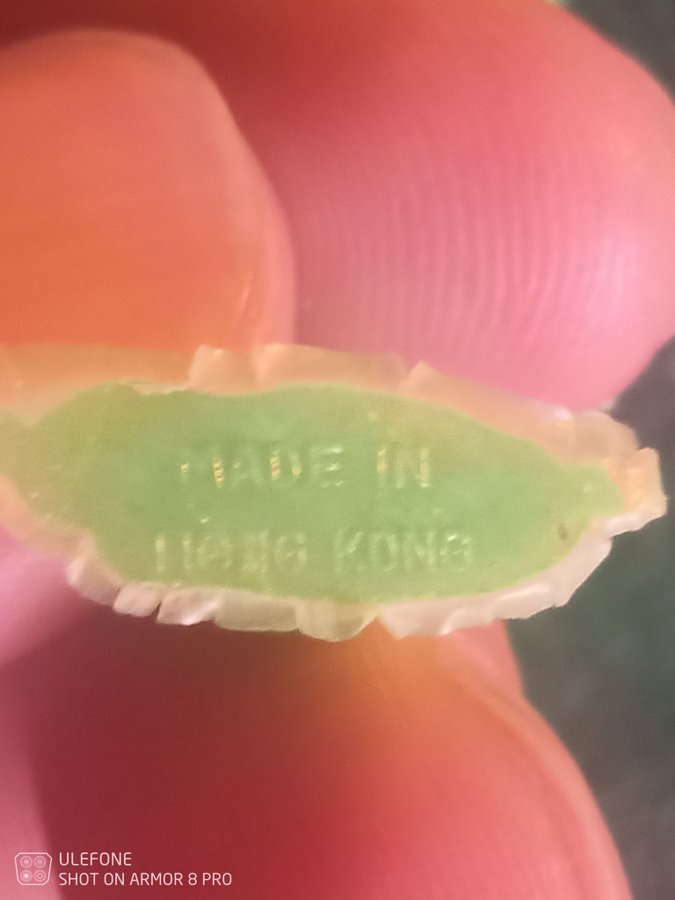 MADE IN
HONG KONG
ULEFONE
SHOT ON ARMOR 8 PRO